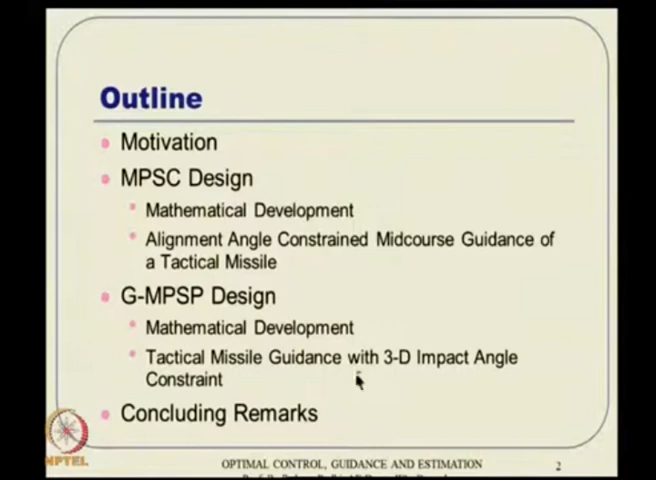 Outline
Motivation
MPSC Design
Mathematical Development
Alignment Angle Constrained Midcourse Guidance of
a Tactical Missile
G-MPSP Design
Mathematical Development
Tactical Missile Guidance with 3-D Impact Angle
Constraint
Concluding Remarks
NPTEL
OPTIMAL CONTROL, GUIDANCE AND ESTIMATION
2